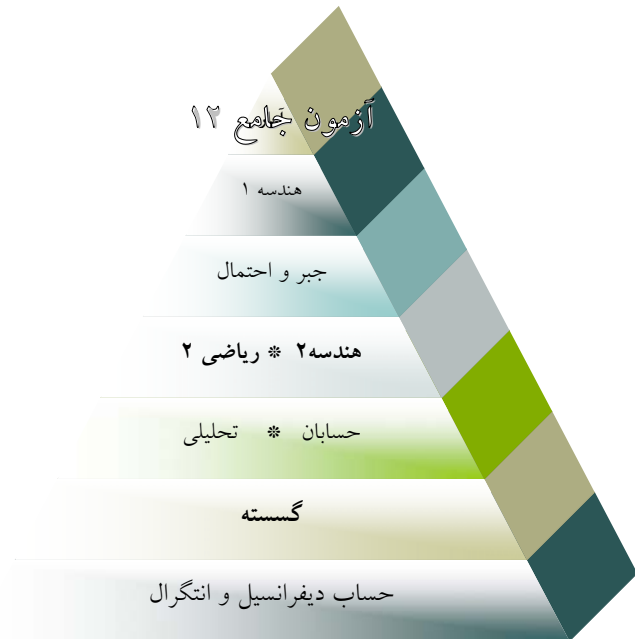 آزمون جامع ۱۲
هندسه ۱
جبر و احتمال
هندسه۲ * ریاضی ۲
حسابان * تحلیلی
گسسته
حساب دیفرانسیل و انتگرال